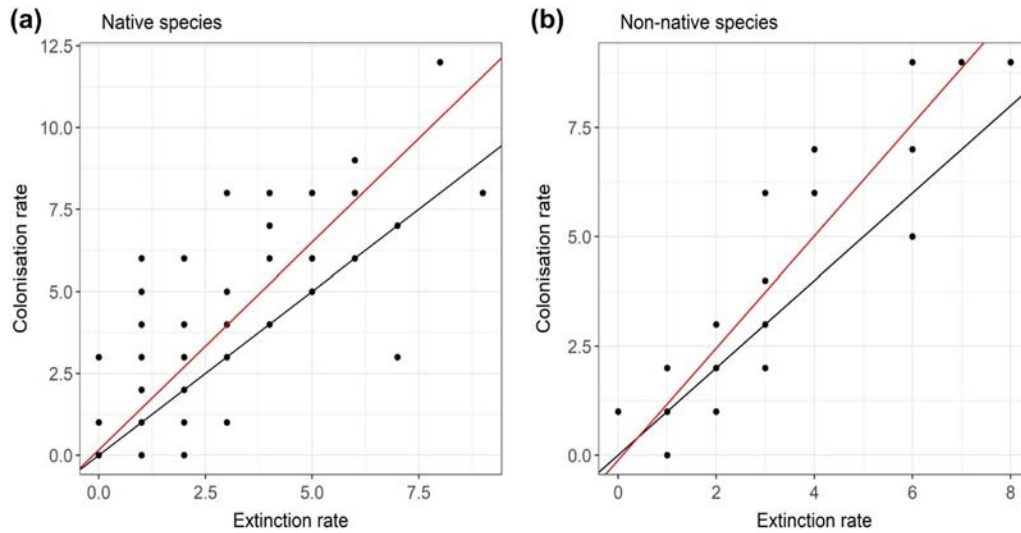 (a) Native species
12.5
10.0
7.5
5.0
2.5
0.0
Colonisation rate
0.0 2.5 5.0 7.5
Extinction rate
(b) Non-native species
7.5
5.0
2.5
0.0
Colonisation rate
0 2 4 6 8
Extinction rate